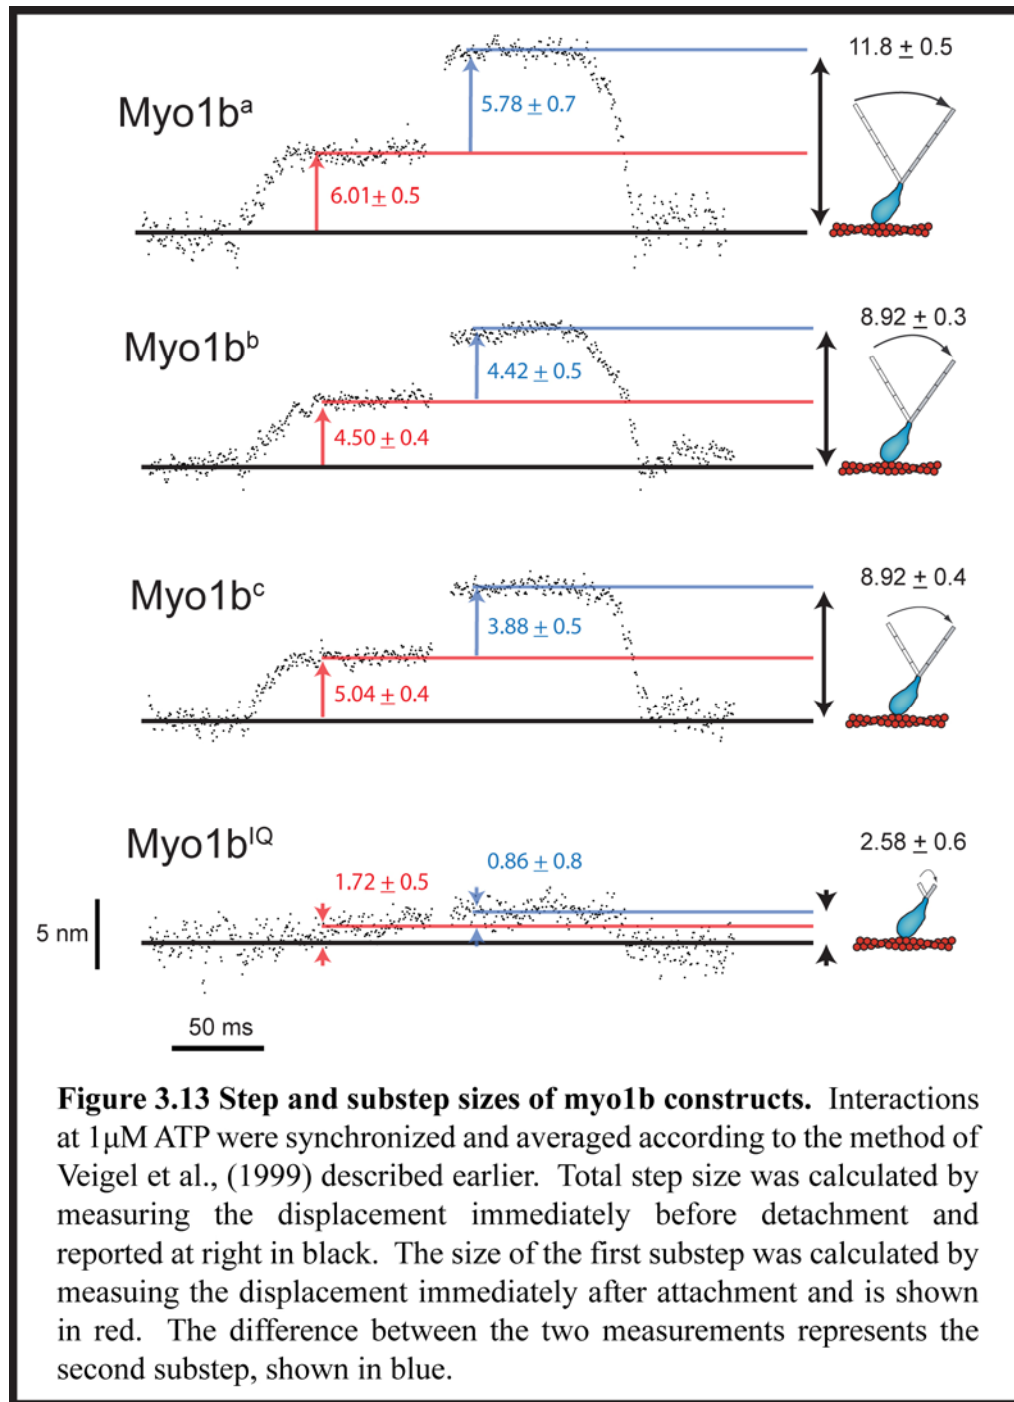 11.8 ± 0.5
Myo1bᵃ
5.78 ± 0.7
6.01 ± 0.5
8.92 ± 0.3
Myo1bᵇ
4.42 ± 0.5
4.50 ± 0.4
8.92 ± 0.4
Myo1bᶜ
3.88 ± 0.5
5.04 ± 0.4
Myo1bIQ
2.58 ± 0.6
0.86 ± 0.8
1.72 ± 0.5
5 nm
50 ms
Figure 3.13 Step and substep sizes of myo1b constructs. Interactions
at 1μM ATP were synchronized and averaged according to the method of
Veigel et al., (1999) described earlier. Total step size was calculated by
measuring the displacement immediately before detachment and
reported at right in black. The size of the first substep was calculated by
measuing the displacement immediately after attachment and is shown
in red. The difference between the two measurements represents the
second substep, shown in blue.